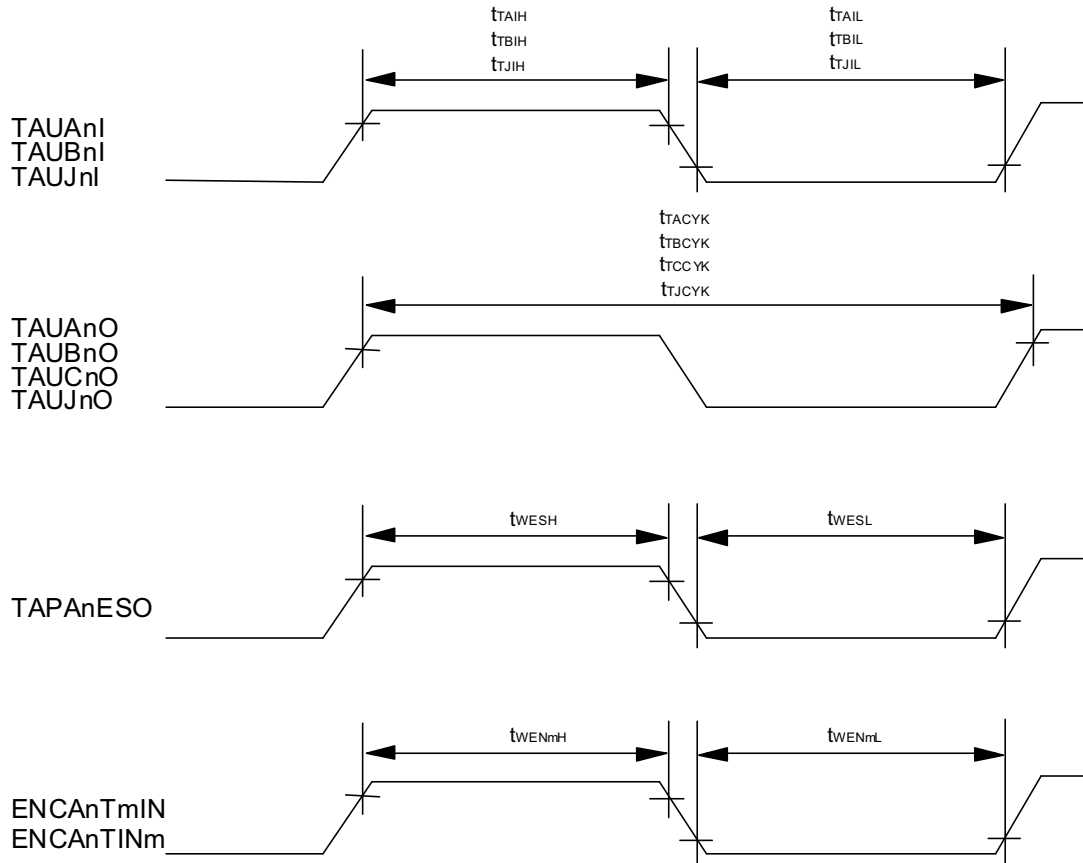 tTAIH
tTBIH
tTJIH
tTAIL
tTBIL
tTJIL
TAUAnI
TAUBnI
TAUJnI
tTACYK
tTBCYK
tTCCYK
tTJCYK
TAUAnO
TAUBnO
TAUCnO
TAUJnO
tWESH
tWESL
TAPAnESO
tWENmH
tWENmL
ENCAnTmIN
ENCAnTINm